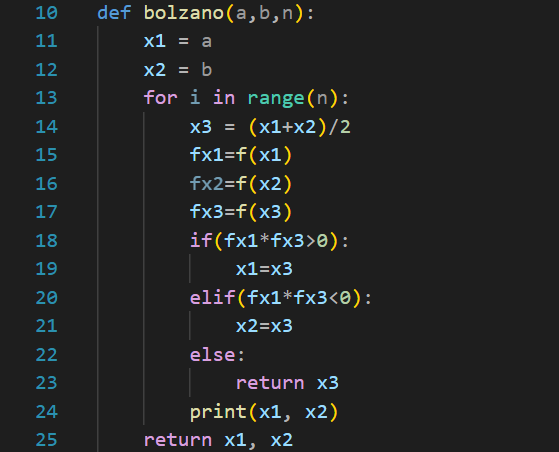 10 def bolzano(a,b,n):
11     x1 = a
12     x2 = b
13     for i in range(n):
14         x3 = (x1+x2)/2
15         fx1=f(x1)
16         fx2=f(x2)
17         fx3=f(x3)
18         if(fx1*fx3>0):
19             x1=x3
20         elif(fx1*fx3<0):
21             x2=x3
22         else:
23             return x3
24         print(x1, x2)
25     return x1, x2